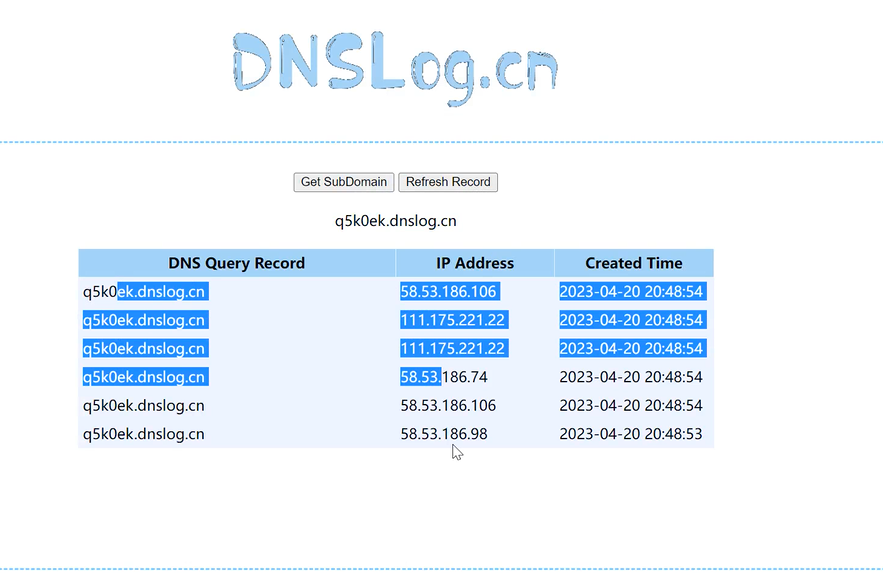 DNSLog.cn
Get SubDomain Refresh Record
q5k0ek.dnslog.cn
DNS Query Record IP Address Created Time
q5k0ek.dnslog.cn 58.53.186.106 2023-04-20 20:48:54
q5k0ek.dnslog.cn 111.175.221.22 2023-04-20 20:48:54
q5k0ek.dnslog.cn 111.175.221.22 2023-04-20 20:48:54
q5k0ek.dnslog.cn 58.53.186.74 2023-04-20 20:48:54
q5k0ek.dnslog.cn 58.53.186.106 2023-04-20 20:48:54
q5k0ek.dnslog.cn 58.53.186.98 2023-04-20 20:48:53